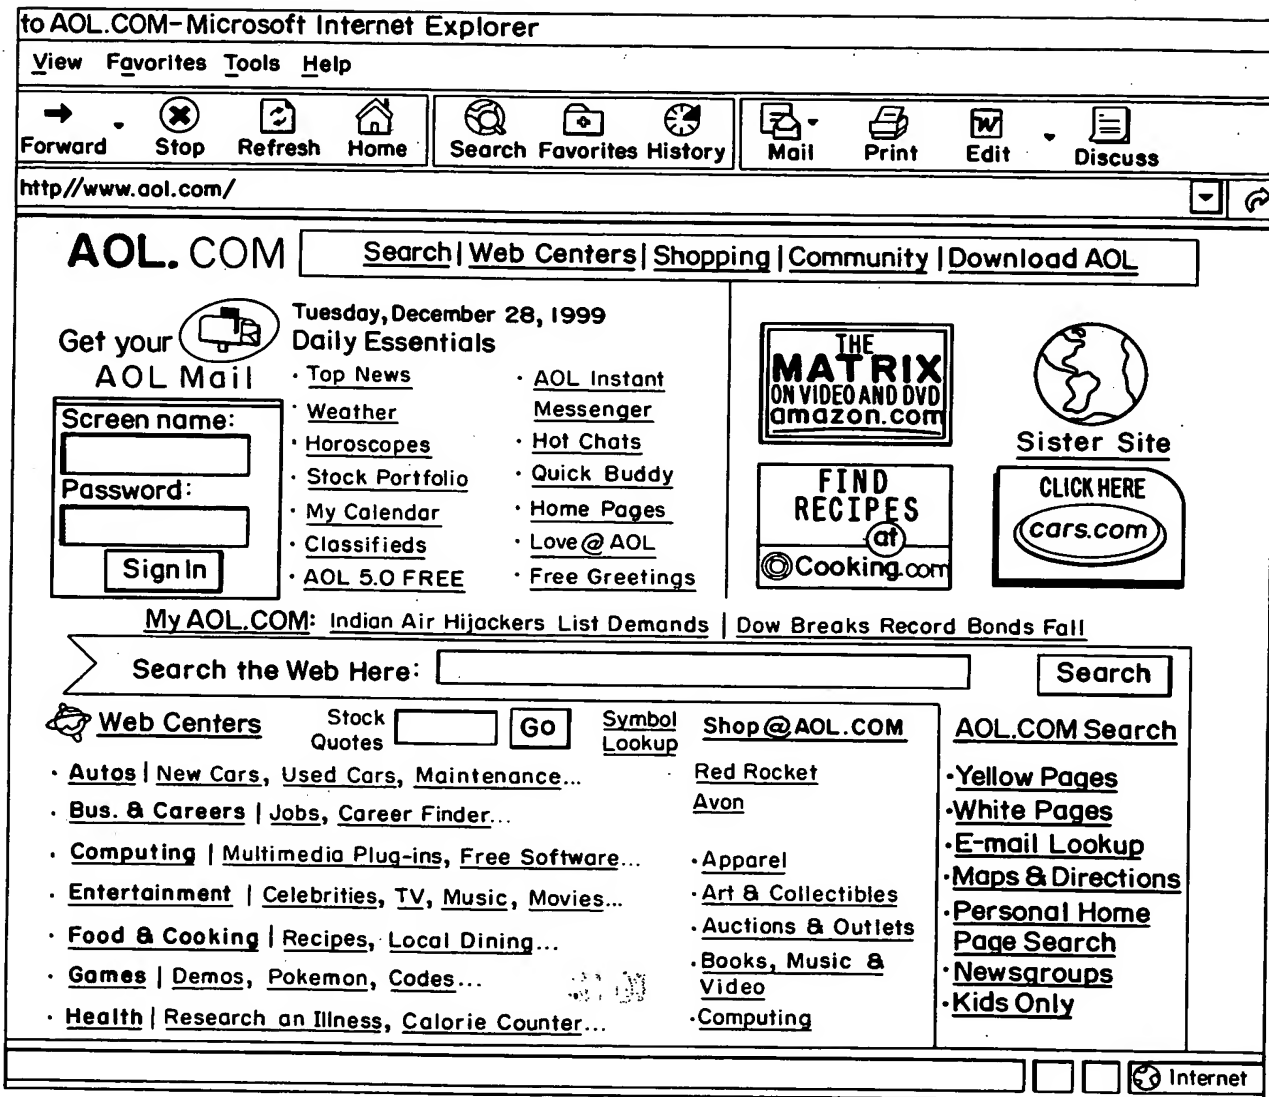 to AOL.COM-Microsoft Internet Explorer
View Favorites Tools Help
Forward Stop Refresh Home Search Favorites History Mail Print Edit Discuss
http//www.aol.com/
AOL.COM Search | Web Centers | Shopping | Community | Download AOL
Get your
AOL Mail
Screen name:
Password:
Sign In
Tuesday, December 28, 1999
Daily Essentials
· Top News
· Weather
· Horoscopes
· Stock Portfolio
· My Calendar
· Classifieds
· AOL 5.0 FREE
· AOL Instant
Messenger
· Hot Chats
· Quick Buddy
· Home Pages
· Love@AOL
· Free Greetings
THE
MATRIX
ON VIDEO AND DVD
amazon.com
Sister Site
FIND
RECIPES
at
Cooking.com
CLICK HERE
cars.com
My AOL.COM: Indian Air Hijackers List Demands | Dow Breaks Record Bonds Fall
Search the Web Here: Search
Web Centers
Stock
Quotes
Go
Symbol
Lookup
· Autos | New Cars, Used Cars, Maintenance...
· Bus. & Careers | Jobs, Career Finder...
· Computing | Multimedia Plug-ins, Free Software...
· Entertainment | Celebrities, TV, Music, Movies...
· Food & Cooking | Recipes, Local Dining...
· Games | Demos, Pokemon, Codes...
· Health | Research an Illness, Calorie Counter...
Shop@AOL.COM
Red Rocket
Avon
· Apparel
· Art & Collectibles
· Auctions & Outlets
· Books, Music &
Video
· Computing
AOL.COM Search
· Yellow Pages
· White Pages
· E-mail Lookup
· Maps & Directions
· Personal Home
Page Search
· Newsgroups
· Kids Only
Internet